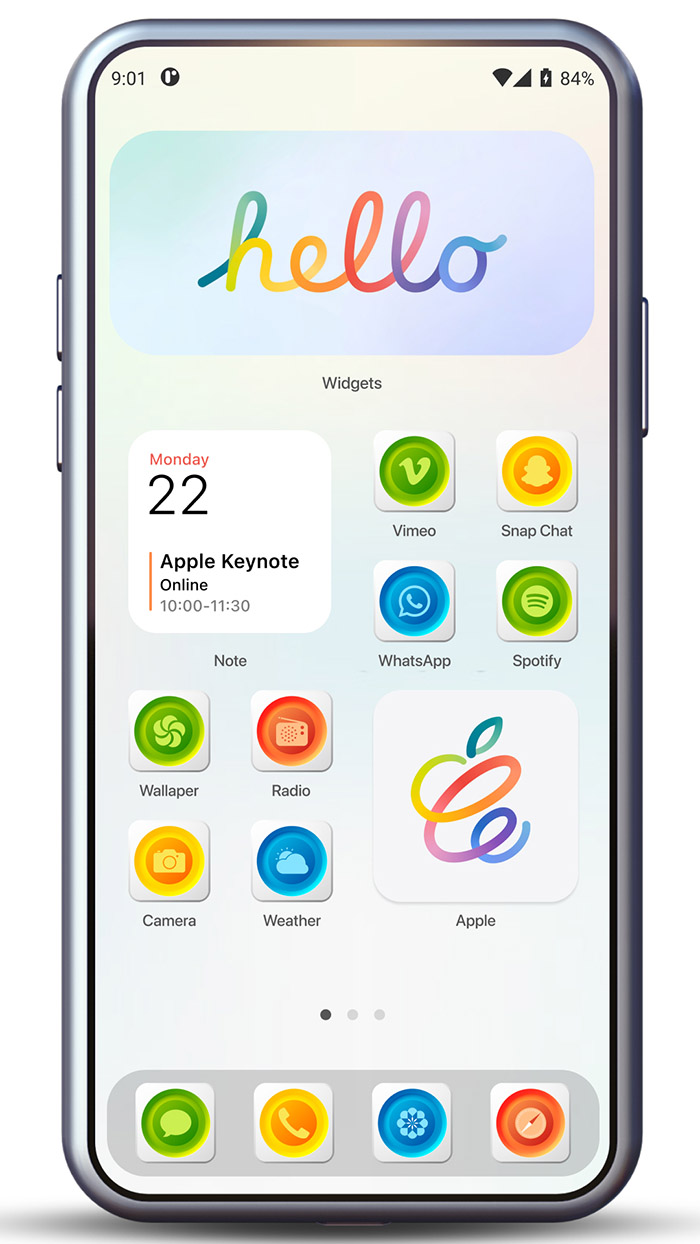 9:01
84%
hello
Widgets
Monday
22
Apple Keynote
Online
10:00-11:30
Note
Vimeo
Snap Chat
WhatsApp
Spotify
Wallaper
Radio
Camera
Weather
Apple